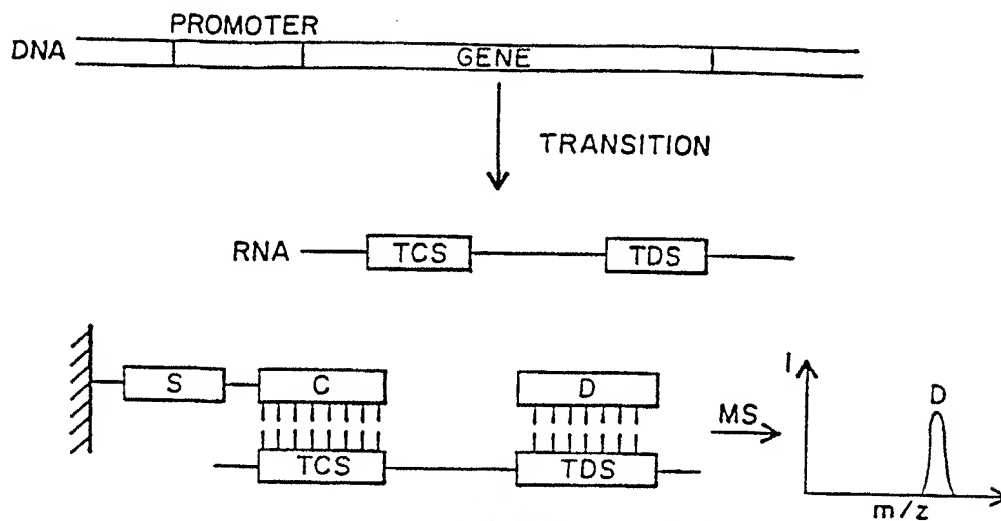 PROMOTER
DNA
GENE
TRANSITION
RNA
TCS
TDS
S
C
D
TCS
TDS
MS
I
D
m/z